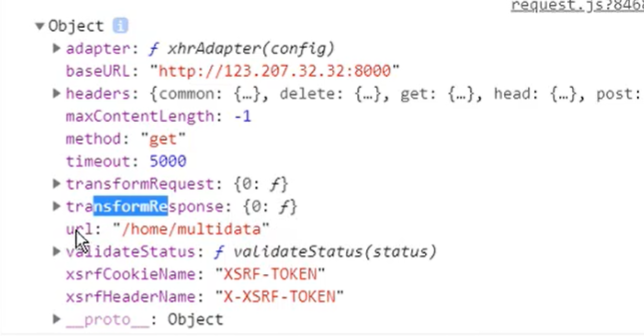 request.js?8468
Object i
adapter: ƒ xhrAdapter(config)
baseURL: "http://123.207.32.32:8000"
headers: {common: {…}, delete: {…}, get: {…}, head: {…}, post:
maxContentLength: -1
method: "get"
timeout: 5000
transformRequest: {0: ƒ}
transformResponse: {0: ƒ}
url: "/home/multidata"
validateStatus: ƒ validateStatus(status)
xsrfCookieName: "XSRF-TOKEN"
xsrfHeaderName: "X-XSRF-TOKEN"
__proto__: Object